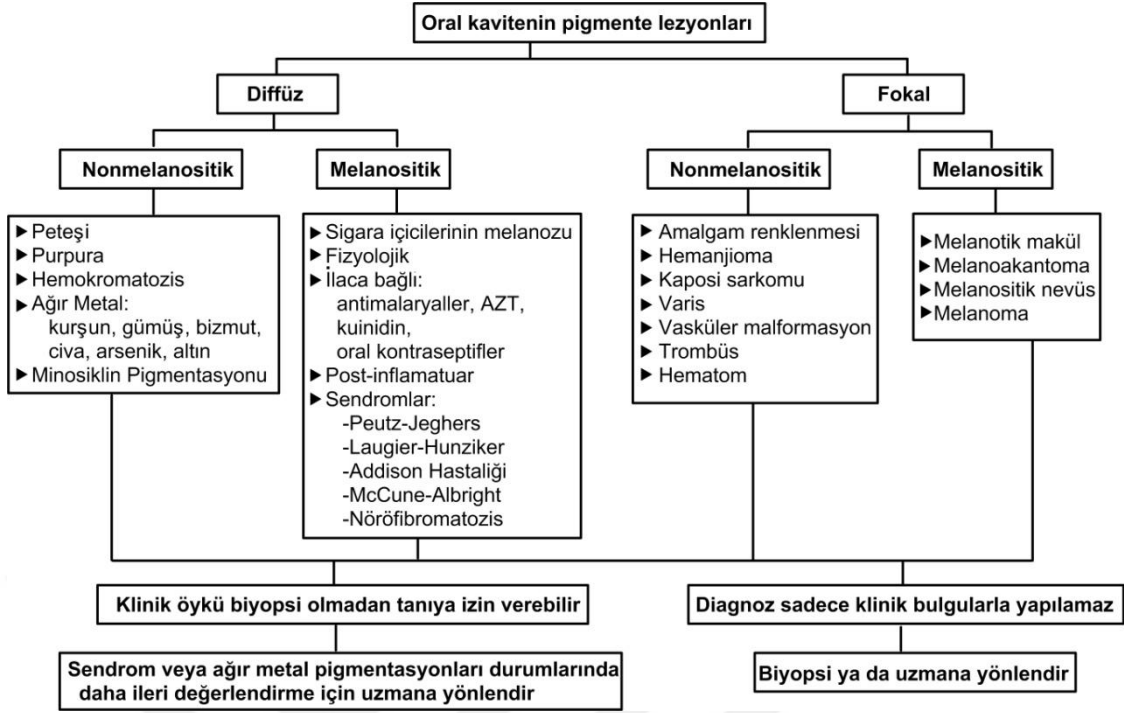 Oral kavitenin pigmente lezyonları
Diffüz
Fokal
Nonmelanositik
Melanositik
Nonmelanositik
Melanositik
▶ Peteşi
▶ Purpura
▶ Hemokromatozis
▶ Ağır Metal:
kurşun, gümüş, bizmut,
civa, arsenik, altın
▶ Minosiklin Pigmentasyonu
▶ Sigara içicilerinin melanozu
▶ Fizyolojik
▶ İlaca bağlı:
antimalaryaller, AZT,
kuinidin,
oral kontraseptifler
▶ Post-inflamatuar
▶ Sendromlar:
-Peutz-Jeghers
-Laugier-Hunziker
-Addison Hastaliği
-McCune-Albright
-Nöröfibromatozis
▶ Amalgam renklenmesi
▶ Hemanjioma
▶ Kaposi sarkomu
▶ Varis
▶ Vasküler malformasyon
▶ Trombüs
▶ Hematom
▶ Melanotik makül
▶ Melanoakantoma
▶ Melanositik nevüs
▶ Melanoma
Klinik öykü biyopsi olmadan tanıya izin verebilir
Diagnoz sadece klinik bulgularla yapılamaz
Sendrom veya ağır metal pigmentasyonları durumlarında
daha ileri değerlendirme için uzmana yönlendir
Biyopsi ya da uzmana yönlendir